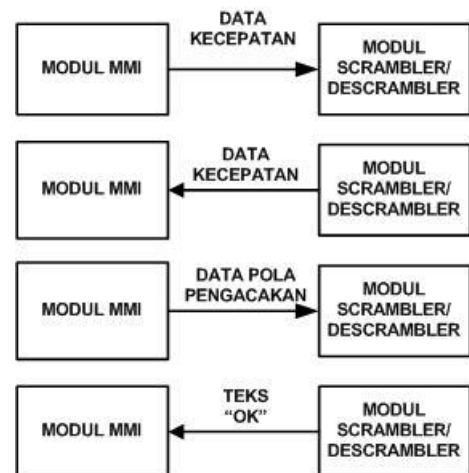 DATA
KECEPATAN
MODUL MMI
MODUL
SCRAMBLER/
DESCRAMBLER
DATA
KECEPATAN
MODUL MMI
MODUL
SCRAMBLER/
DESCRAMBLER
DATA POLA
PENGACAKAN
MODUL MMI
MODUL
SCRAMBLER/
DESCRAMBLER
TEKS
“OK”
MODUL MMI
MODUL
SCRAMBLER/
DESCRAMBLER